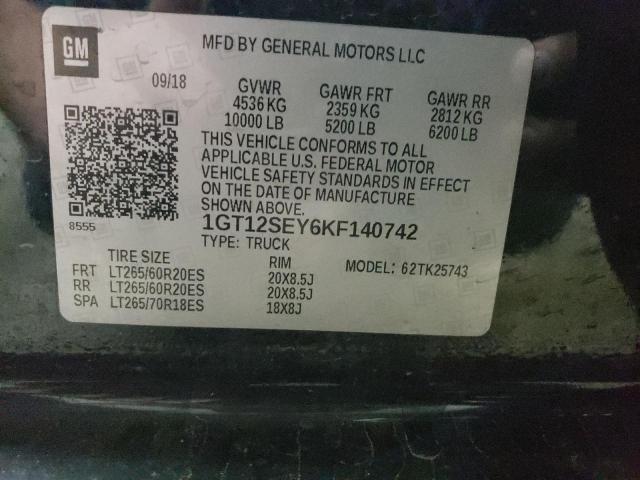 GM
MFD BY GENERAL MOTORS LLC
09/18
GVWR GAWR FRT GAWR RR
4536 KG 2359 KG 2812 KG
10000 LB 5200 LB 6200 LB
THIS VEHICLE CONFORMS TO ALL
APPLICABLE U.S. FEDERAL MOTOR
VEHICLE SAFETY STANDARDS IN EFFECT
ON THE DATE OF MANUFACTURE
SHOWN ABOVE.
8555
1GT12SEY6KF140742
TYPE: TRUCK
TIRE SIZE RIM MODEL: 62TK25743
FRT LT265/60R20ES 20X8.5J
RR LT265/60R20ES 20X8.5J
SPA LT265/70R18ES 18X8J